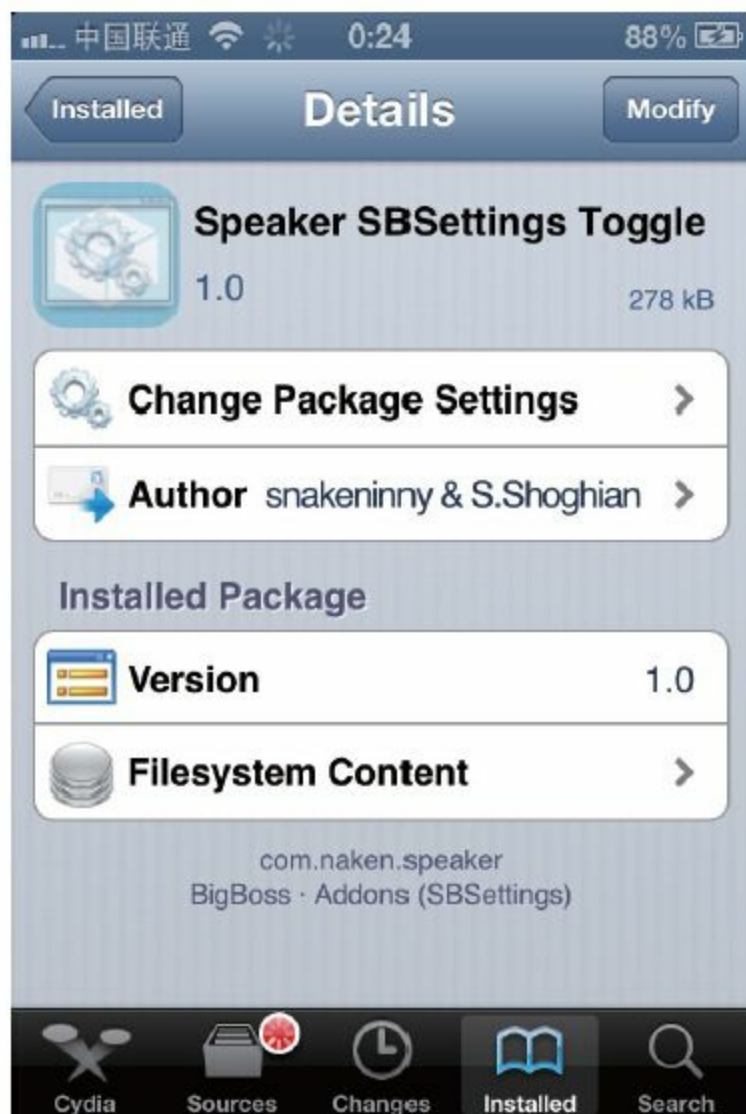 中国联通 0:24 88%
Installed Details Modify
Speaker SBSettings Toggle
1.0 278 kB
Change Package Settings
Author snakeninny & S.Shoghian
Installed Package
Version 1.0
Filesystem Content
com.naken.speaker
BigBoss · Addons (SBSettings)
Cydia Sources Changes Installed Search